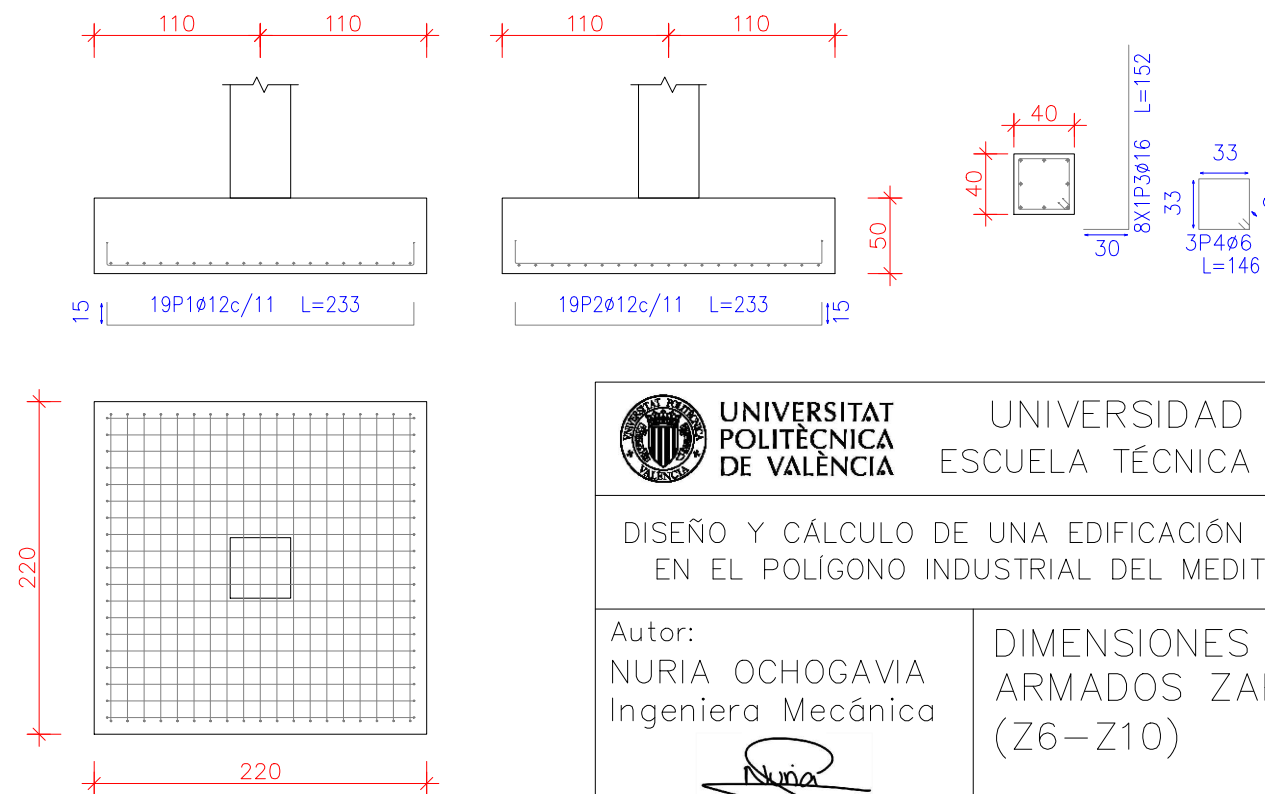 110 110
110 110
19P1ø12c/11 L=233
15
19P2ø12c/11 L=233
15
50
40
40
8X1P3ø16 L=152
30
33
33
3P4ø6
L=146
220
220
UNIVERSITAT
POLITÈCNICA
DE VALÈNCIA
UNIVERSIDAD
ESCUELA TÉCNICA
DISEÑO Y CÁLCULO DE UNA EDIFICACIÓN
EN EL POLÍGONO INDUSTRIAL DEL MEDIT
Autor:
NURIA OCHOGAVIA
Ingeniera Mecánica
Nuria
DIMENSIONES
ARMADOS ZA
(Z6-Z10)